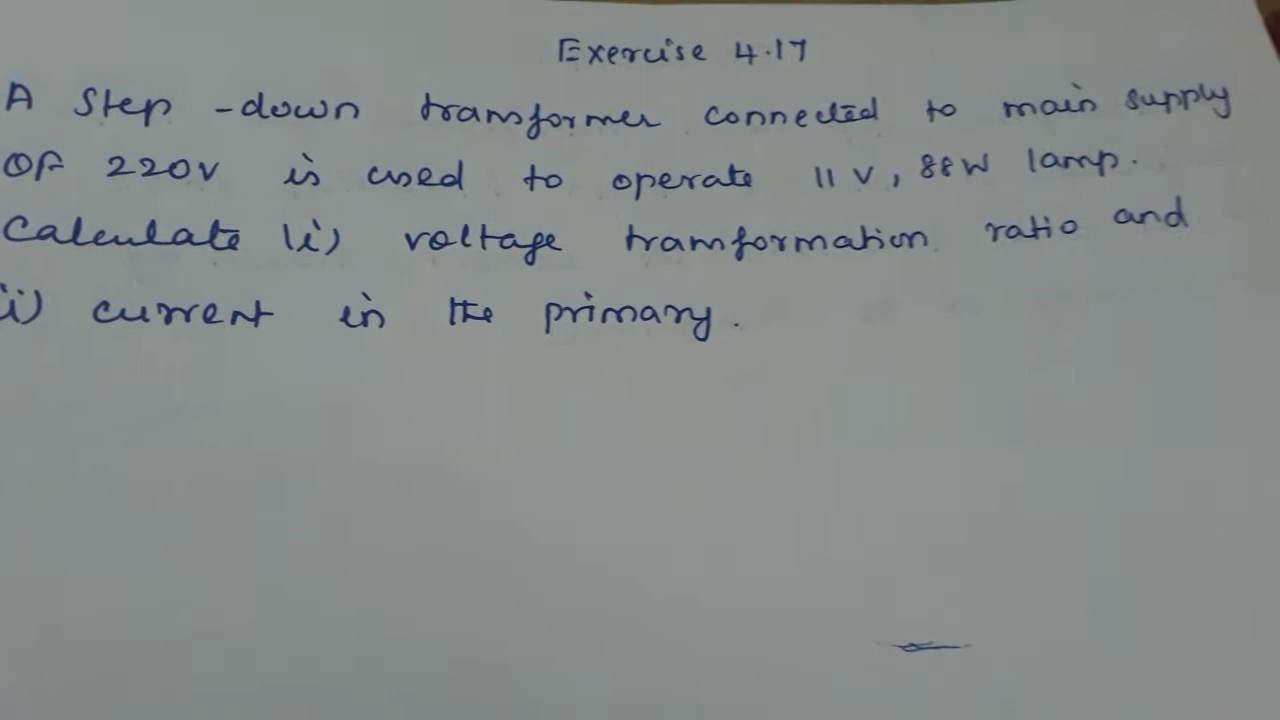 Exercise 4.17
A Step-down transformer connected to main supply
OF 220V is used to operate 11 V, 88W lamp.
Calculate (i) voltage transformation ratio and
ii) current in the primary.